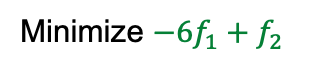 Minimize −6f₁ + f₂